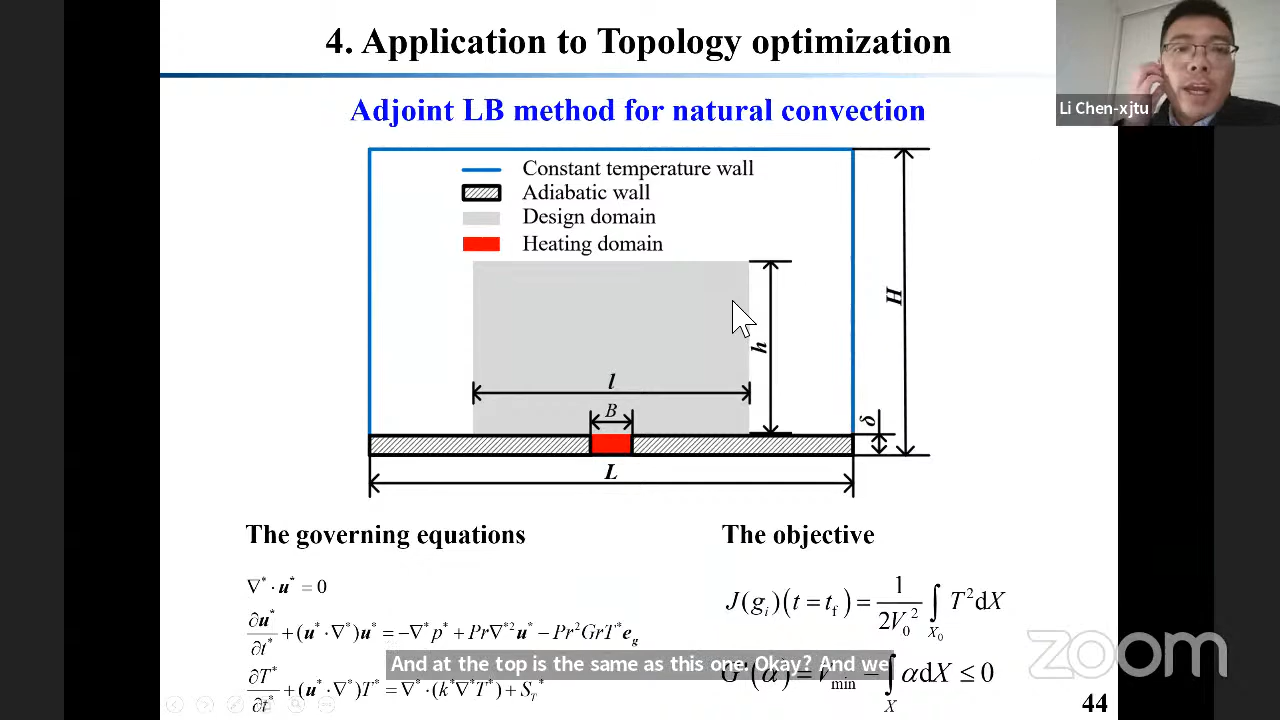 4. Application to Topology optimization
Li Chen-xjtu
Adjoint LB method for natural convection
Constant temperature wall
Adiabatic wall
Design domain
Heating domain
H
h
l
B
δ
L
The governing equations
The objective
∇* · u* = 0
∂u*/∂t* + (u* · ∇*)u* = −∇*p* + Pr∇*²u* − Pr²GrT*e_g
∂T*/∂t* + (u* · ∇*)T* = ∇* · (k*∇*T*) + S_T*
J(g_i)(t = t_f) = 1/(2V_0²) ∫_{X_0} T²dX
G (α) = V_min − ∫_X αdX ≤ 0
And at the top is the same as this one. Okay? And we
zoom
44